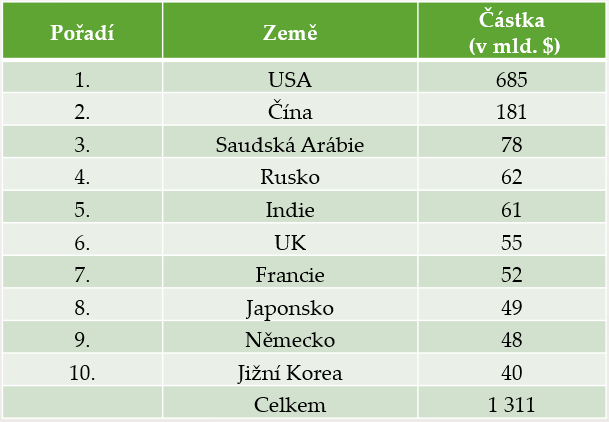 Pořadí Země Částka
(v mld. $)
1. USA 685
2. Čína 181
3. Saudská Arábie 78
4. Rusko 62
5. Indie 61
6. UK 55
7. Francie 52
8. Japonsko 49
9. Německo 48
10. Jižní Korea 40
Celkem 1 311